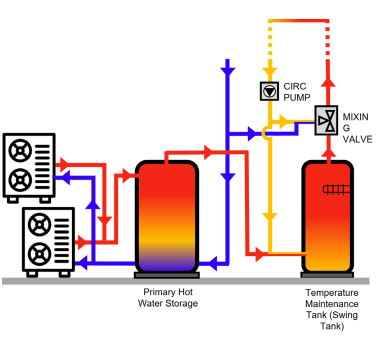 CIRC
PUMP
MIXIN
G
VALVE
Primary Hot
Water Storage
Temperature
Maintenance
Tank (Swing
Tank)